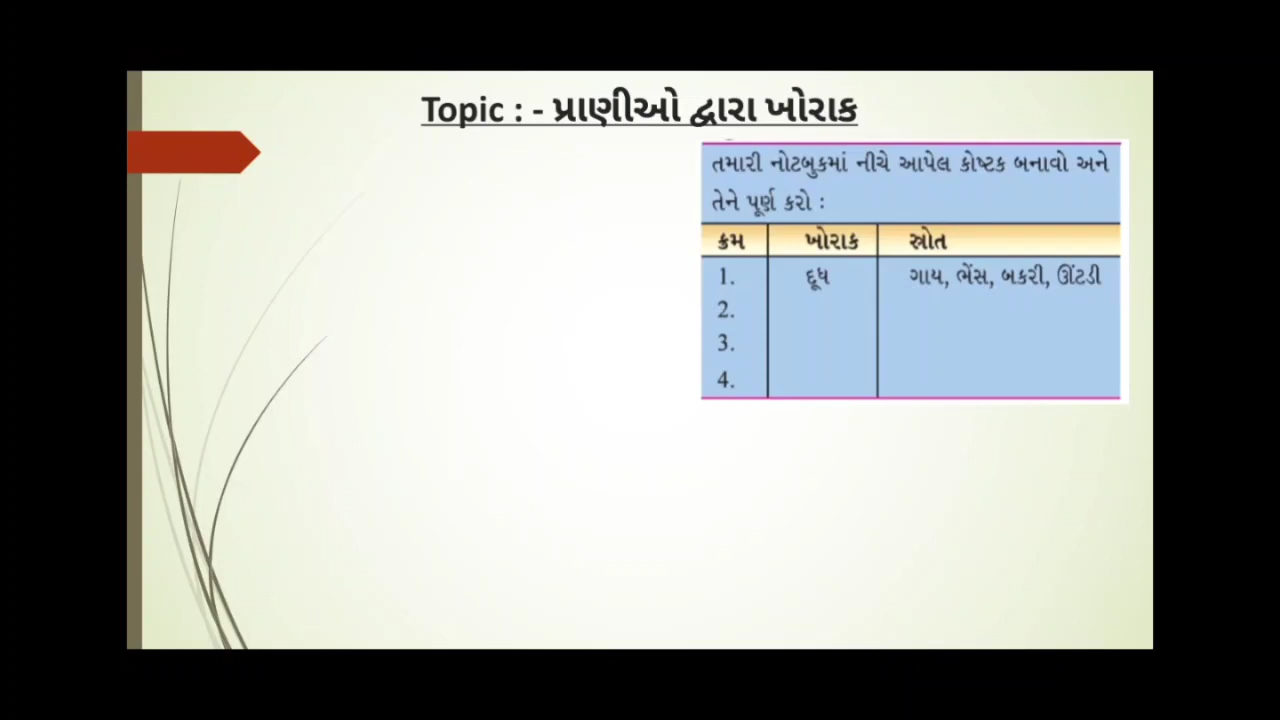 Topic : - પ્રાણીઓ દ્વારા ખોરાક
તમારી નોટબુકમાં નીચે આપેલ કોષ્ટક બનાવો અને
તેને પૂર્ણ કરો :
ક્રમ ખોરાક સ્રોત
1. દૂધ ગાય, ભેંસ, બકરી, ઊંટડી
2.
3.
4.